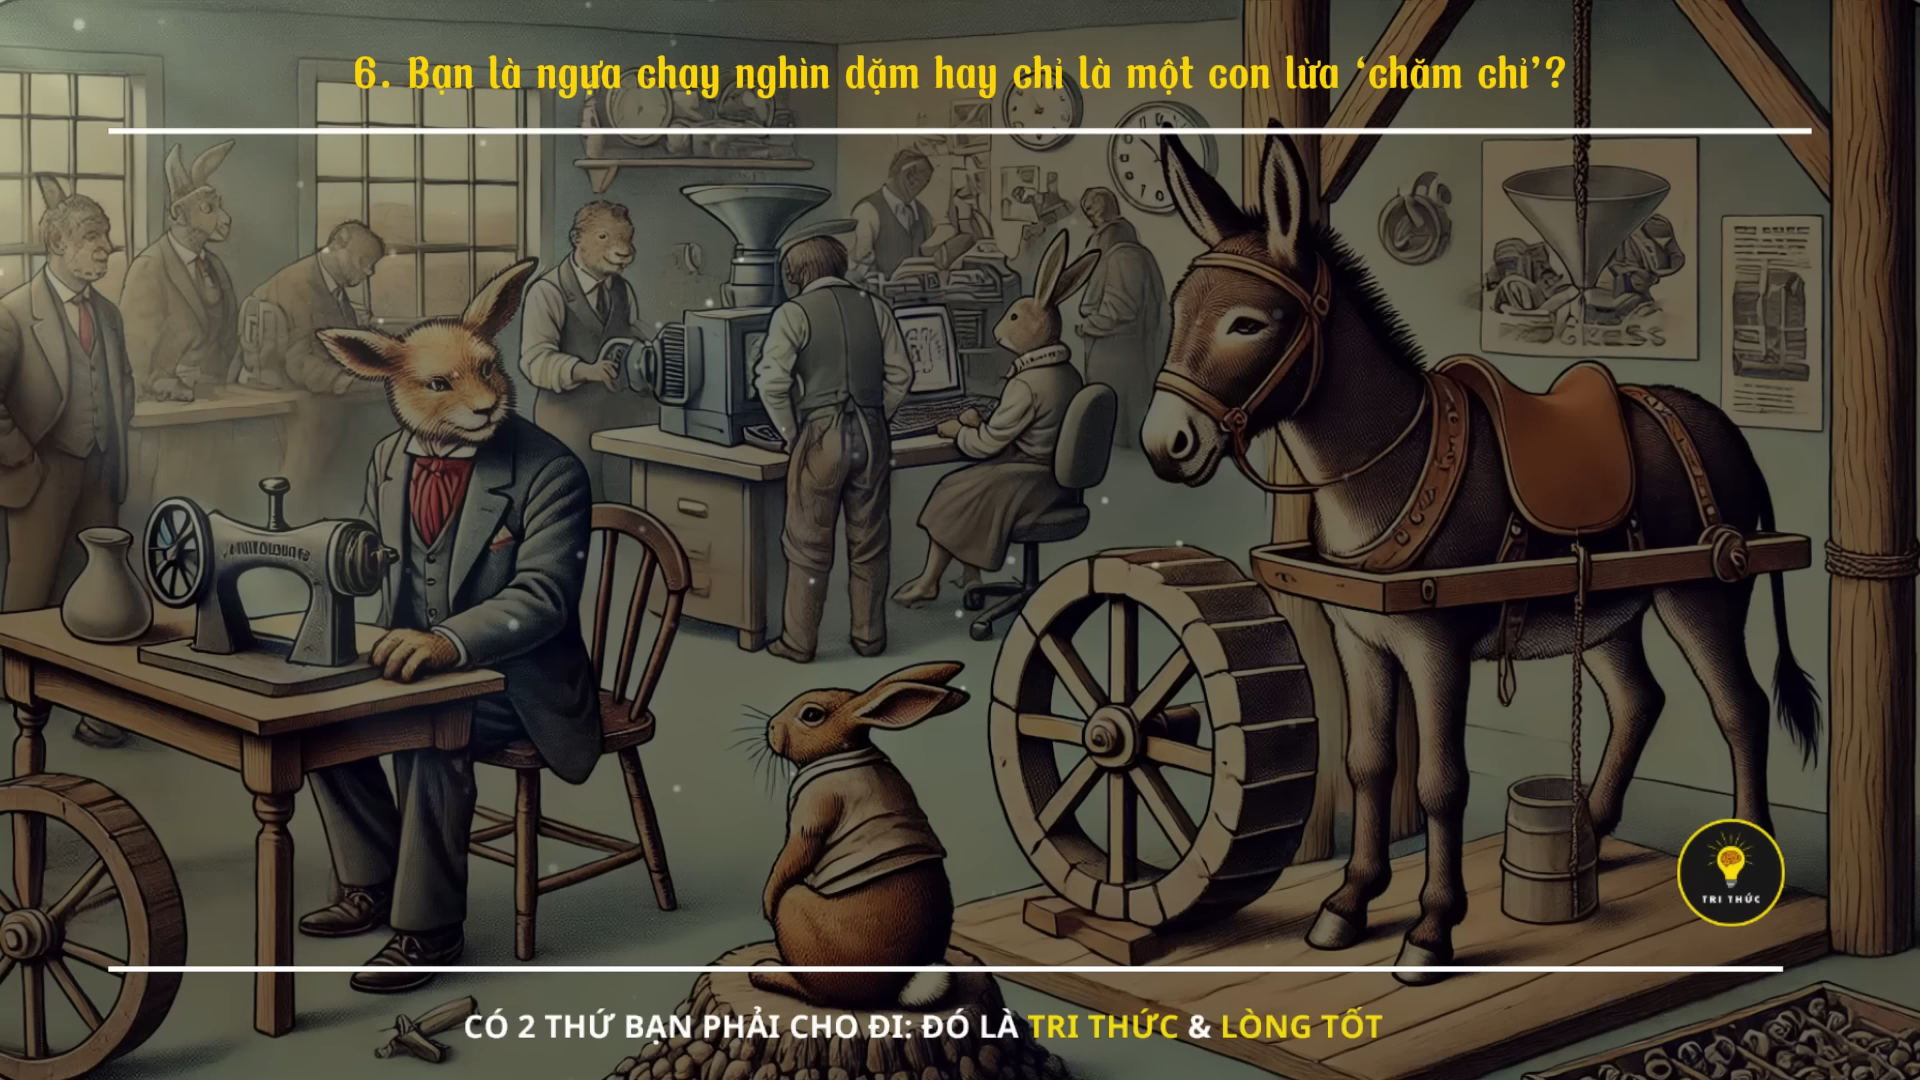 6. Bạn là ngựa chạy nghìn dặm hay chỉ là một con lừa ‘chăm chỉ’?
TRI THỨC
CÓ 2 THỨ BẠN PHẢI CHO ĐI: ĐÓ LÀ TRI THỨC & LÒNG TỐT